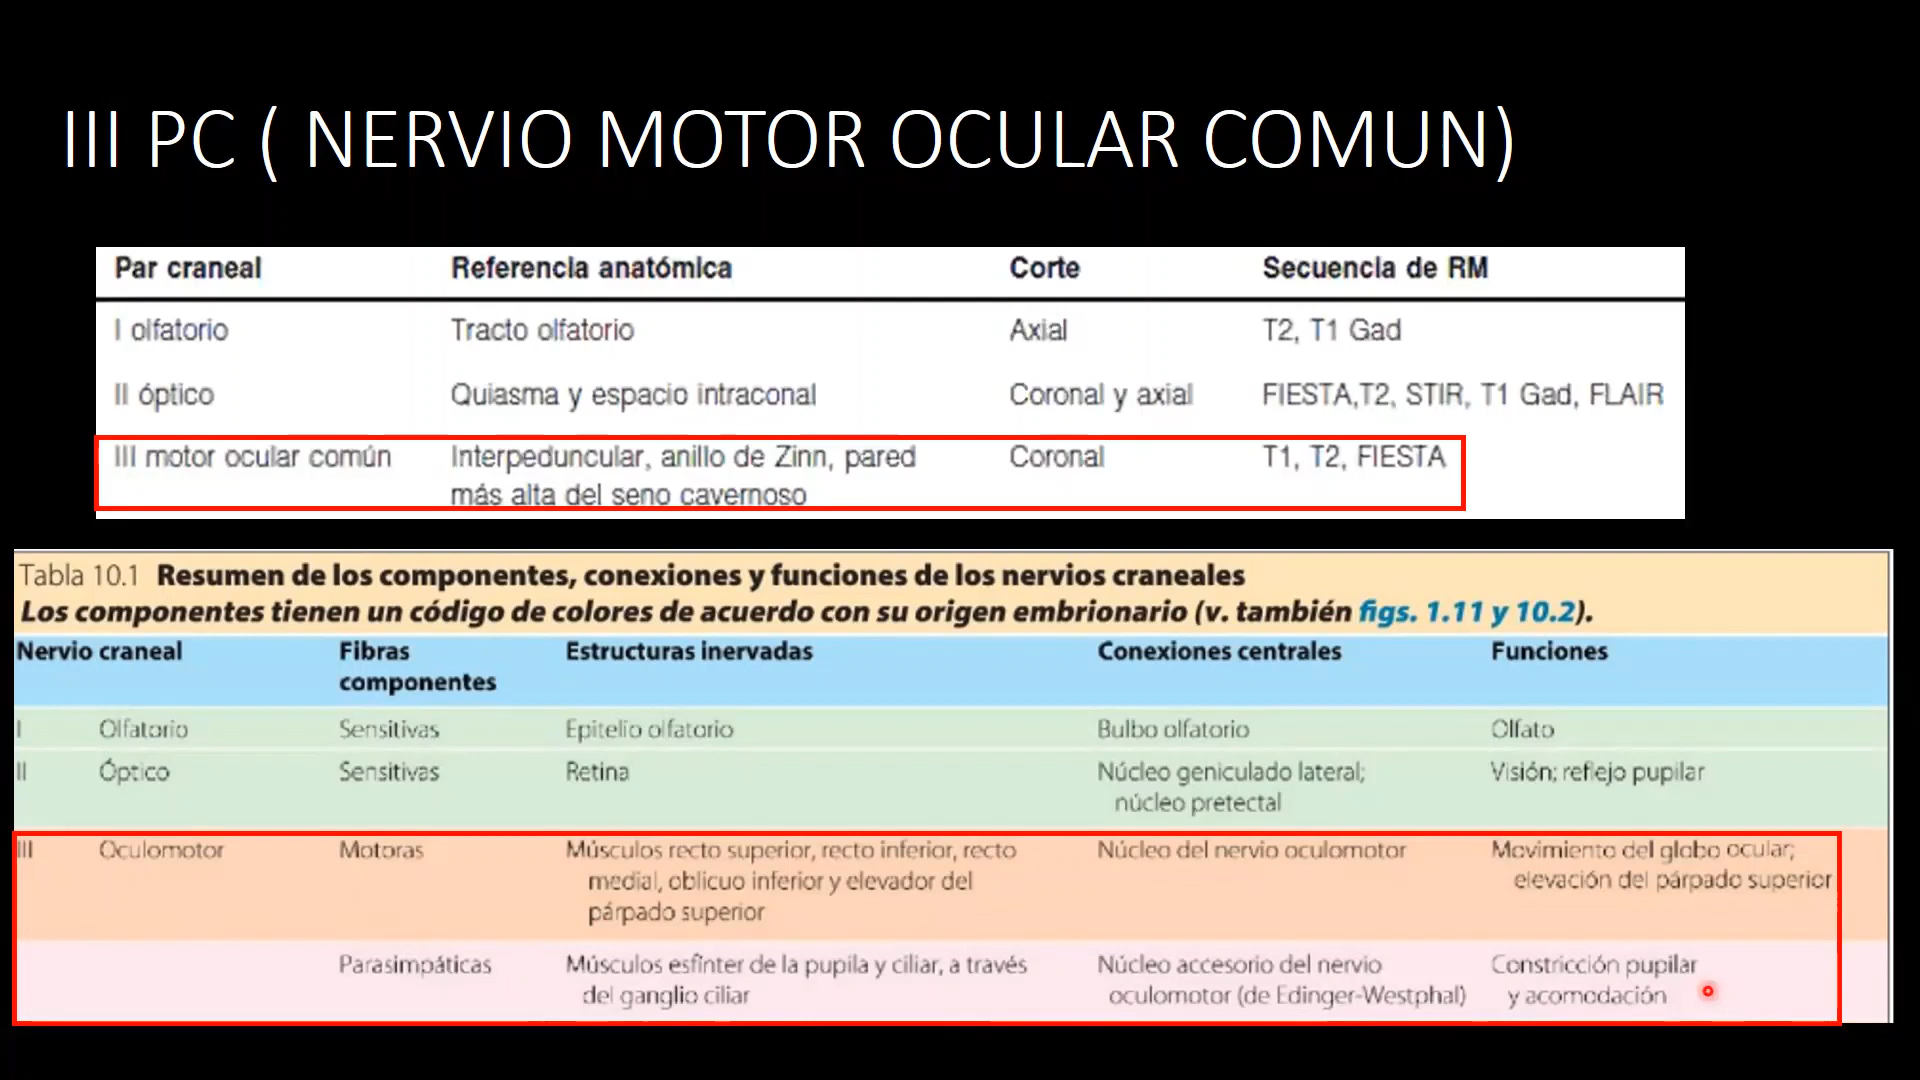 III PC ( NERVIO MOTOR OCULAR COMUN)
Par craneal Referencia anatómica Corte Secuencia de RM
I olfatorio Tracto olfatorio Axial T2, T1 Gad
II óptico Quiasma y espacio intraconal Coronal y axial FIESTA,T2, STIR, T1 Gad, FLAIR
III motor ocular común Interpeduncular, anillo de Zinn, pared Coronal T1, T2, FIESTA
más alta del seno cavernoso
Tabla 10.1 Resumen de los componentes, conexiones y funciones de los nervios craneales
Los componentes tienen un código de colores de acuerdo con su origen embrionario (v. también figs. 1.11 y 10.2).
Nervio craneal Fibras Estructuras inervadas Conexiones centrales Funciones
componentes
I Olfatorio Sensitivas Epitelio olfatorio Bulbo olfatorio Olfato
II Óptico Sensitivas Retina Núcleo geniculado lateral; Visión; reflejo pupilar
núcleo pretectal
III Oculomotor Motoras Músculos recto superior, recto inferior, recto Núcleo del nervio oculomotor Movimiento del globo ocular;
medial, oblicuo inferior y elevador del elevación del párpado superior
párpado superior
Parasimpáticas Músculos esfínter de la pupila y ciliar, a través Núcleo accesorio del nervio Constricción pupilar
del ganglio ciliar oculomotor (de Edinger-Westphal) y acomodación